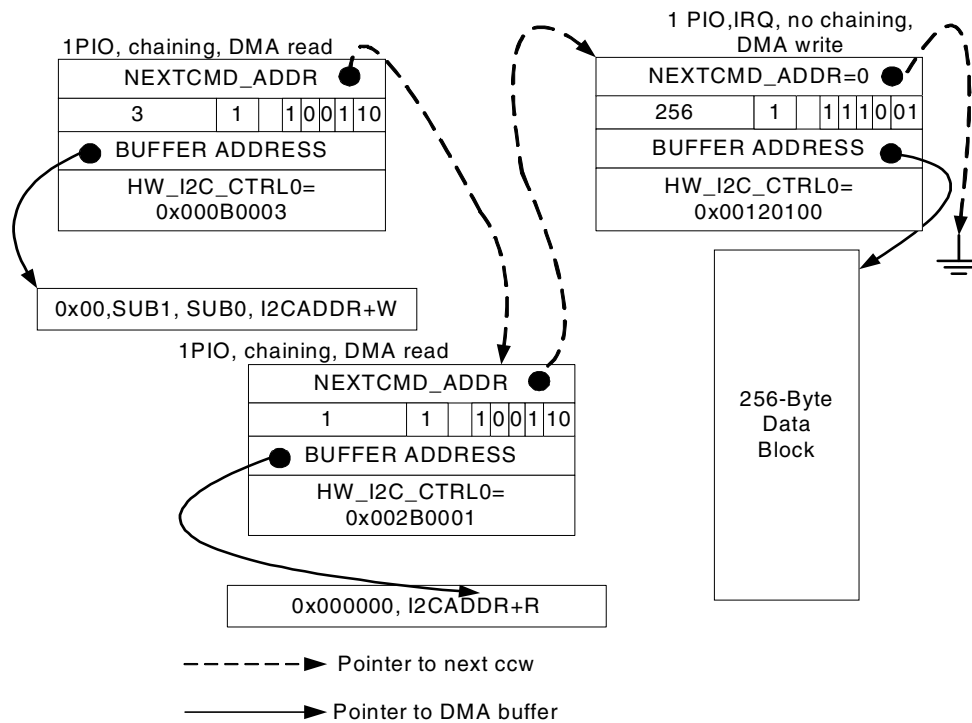 1PIO, chaining, DMA read
NEXTCMD_ADDR
3 1 1 0 0 1 10
BUFFER ADDRESS
HW_I2C_CTRL0=
0x000B0003
0x00,SUB1, SUB0, I2CADDR+W
1PIO, chaining, DMA read
NEXTCMD_ADDR
1 1 1 0 0 1 10
BUFFER ADDRESS
HW_I2C_CTRL0=
0x002B0001
0x000000, I2CADDR+R
1 PIO,IRQ, no chaining,
DMA write
NEXTCMD_ADDR=0
256 1 1 1 1 0 01
BUFFER ADDRESS
HW_I2C_CTRL0=
0x00120100
256-Byte
Data
Block
Pointer to next ccw
Pointer to DMA buffer